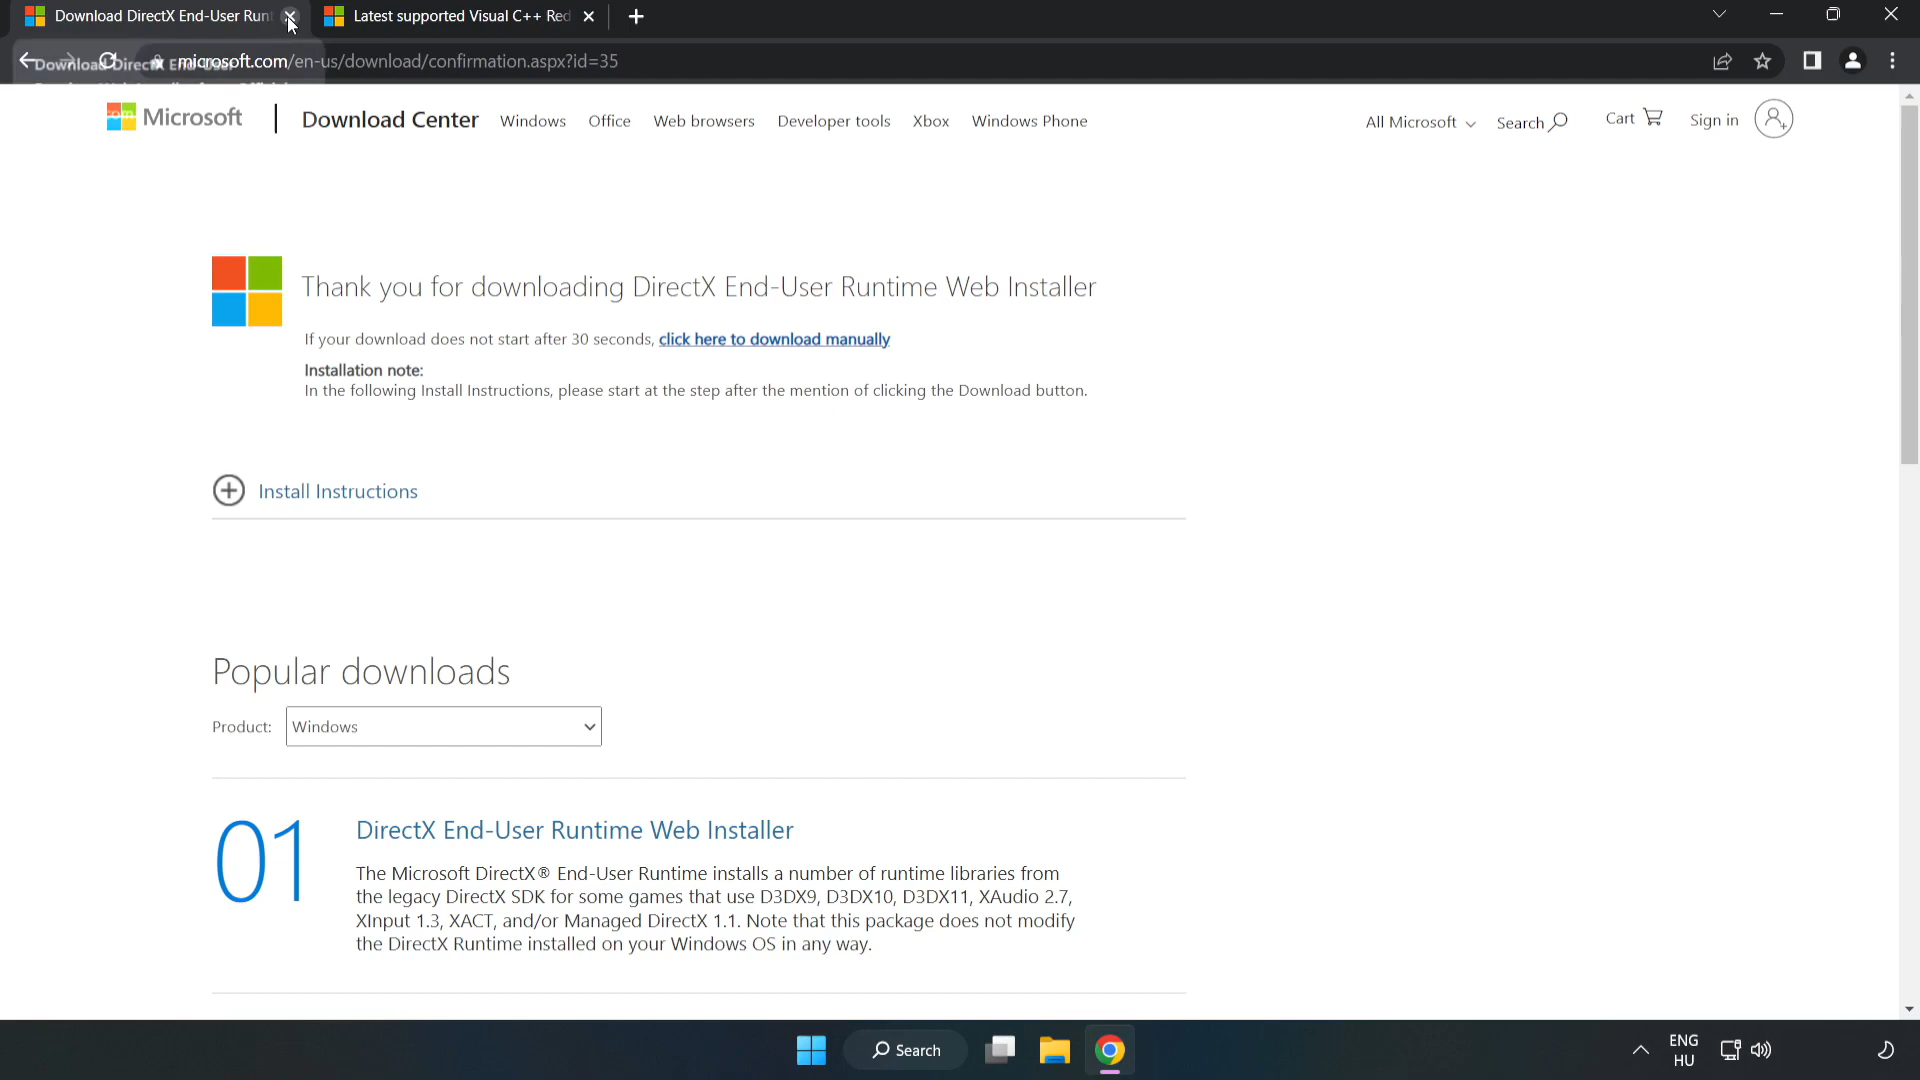 Download DirectX End-User Runt
Latest supported Visual C++ Red
microsoft.com/en-us/download/confirmation.aspx?id=35
Download DirectX End-User
Microsoft
Download Center
Windows
Office
Web browsers
Developer tools
Xbox
Windows Phone
All Microsoft
Search
Cart
Sign in
Thank you for downloading DirectX End-User Runtime Web Installer
If your download does not start after 30 seconds, click here to download manually
Installation note:
In the following Install Instructions, please start at the step after the mention of clicking the Download button.
Install Instructions
Popular downloads
Product: Windows
01
DirectX End-User Runtime Web Installer
The Microsoft DirectX® End-User Runtime installs a number of runtime libraries from
the legacy DirectX SDK for some games that use D3DX9, D3DX10, D3DX11, XAudio 2.7,
XInput 1.3, XACT, and/or Managed DirectX 1.1. Note that this package does not modify
the DirectX Runtime installed on your Windows OS in any way.
Search
ENG
HU